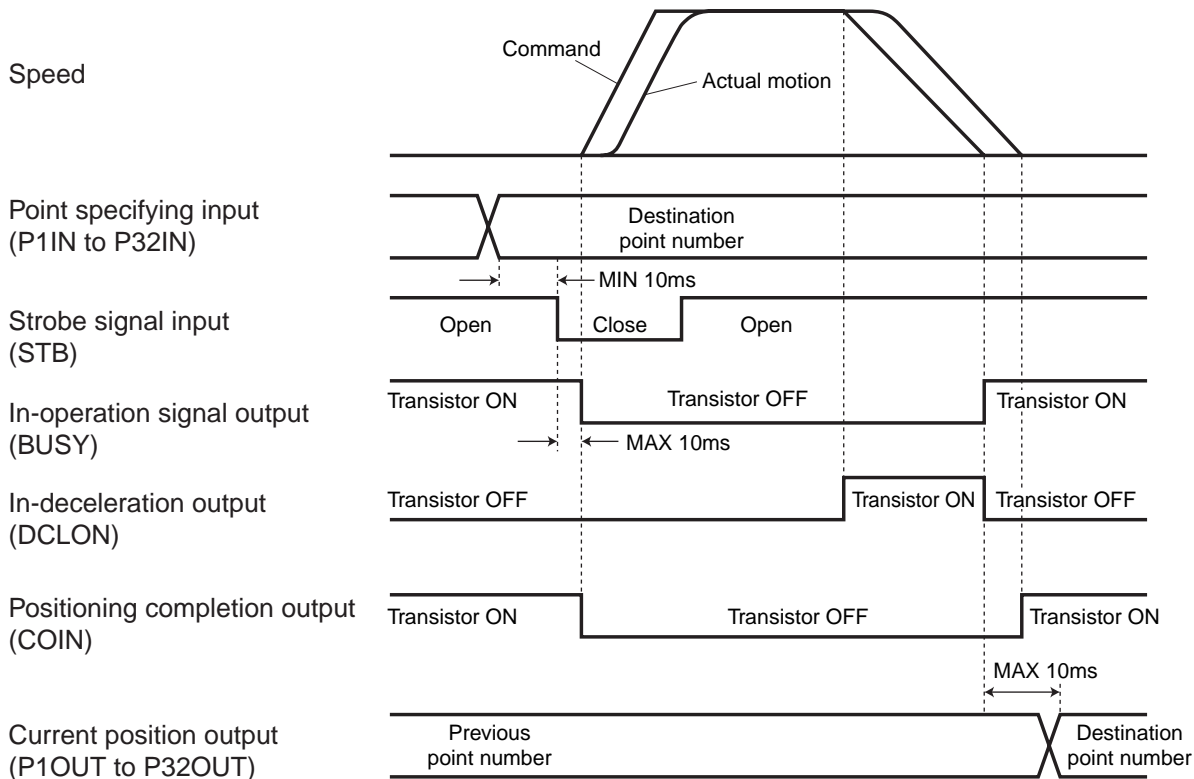 Command
Speed
Actual motion
Point specifying input
(P1IN to P32IN)
Destination
point number
MIN 10ms
Strobe signal input
(STB)
Open
Close
Open
In-operation signal output
(BUSY)
Transistor ON
Transistor OFF
Transistor ON
MAX 10ms
In-deceleration output
(DCLON)
Transistor OFF
Transistor ON
Transistor OFF
Positioning completion output
(COIN)
Transistor ON
Transistor OFF
Transistor ON
MAX 10ms
Current position output
(P1OUT to P32OUT)
Previous
point number
Destination
point number